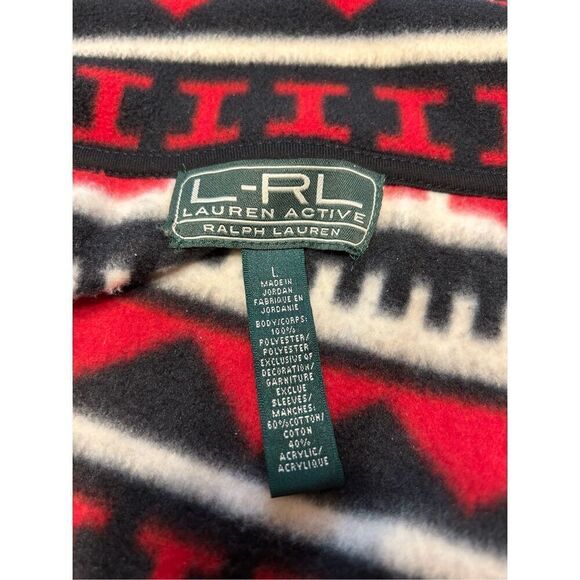 L-RL
LAUREN ACTIVE
RALPH LAUREN
L
MADE IN
JORDAN
FABRIQUE EN
JORDANIE
BODY/CORPS:
100%
POLYESTER/
POLYESTER
EXCLUSIVE OF
DECORATION/
GARNITURE
EXCLUE
SLEEVES/
MANCHES:
60%COTTON/
COTON
40%
ACRYLIC/
ACRYLIQUE